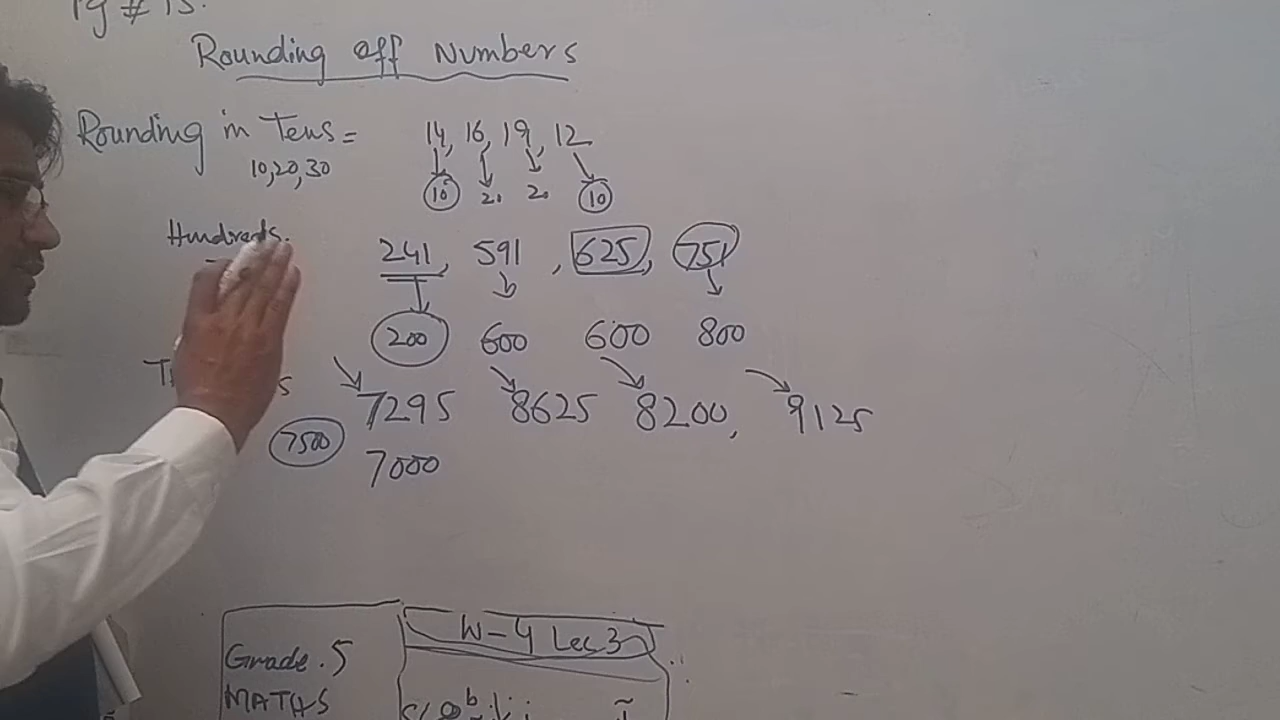 Pg # 15.
Rounding off Numbers
Rounding in Tens = 14, 16, 19, 12
10,20,30
10 20 20 10
Hundreds. 241, 591, 625, 751
200 600 600 800
7295 8625 8200, 9125
7500
7000
W-4 Lec 3
Grade.5
MATHS